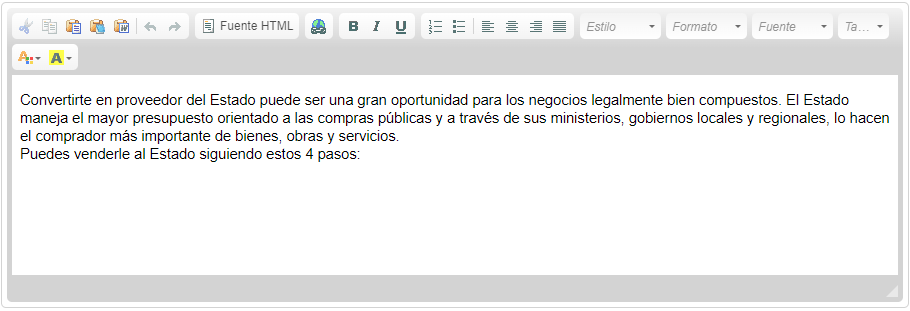 Fuente HTML
B I U
Estilo
Formato
Fuente
Ta...
A
A
Convertirte en proveedor del Estado puede ser una gran oportunidad para los negocios legalmente bien compuestos. El Estado
maneja el mayor presupuesto orientado a las compras públicas y a través de sus ministerios, gobiernos locales y regionales, lo hacen
el comprador más importante de bienes, obras y servicios.
Puedes venderle al Estado siguiendo estos 4 pasos: